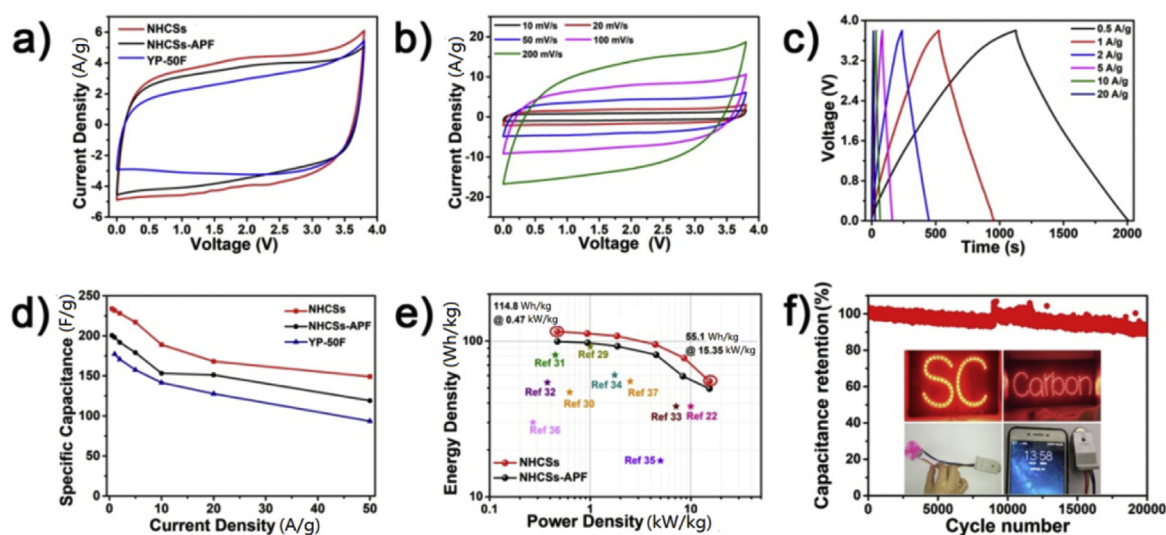 a)
NHCSs
NHCSs-APF
YP-50F
Current Density (A/g)
6
4
2
0
-2
-4
-6
0.0 0.5 1.0 1.5 2.0 2.5 3.0 3.5 4.0
Voltage (V)
b)
10 mV/s 20 mV/s
50 mV/s 100 mV/s
200 mV/s
Current Density (A/g)
20
10
0
-10
-20
0.0 0.5 1.0 1.5 2.0 2.5 3.0 3.5 4.0
Voltage (V)
c)
0.5 A/g
1 A/g
2 A/g
5 A/g
10 A/g
20 A/g
Voltage (V)
3.6
2.4
1.2
0.0
0 500 1000 1500 2000
Time (s)
d)
NHCSs
NHCSs-APF
YP-50F
Specific Capacitance (F/g)
250
200
150
100
50
0
0 10 20 30 40 50
Current Density (A/g)
e)
114.8 Wh/kg
@ 0.47 kW/kg
55.1 Wh/kg
@ 15.35 kW/kg
Ref 31
Ref 29
Ref 32
Ref 34
Ref 37
Ref 30
Ref 33
Ref 22
Ref 36
Ref 35
NHCSs
NHCSs-APF
Energy Density (Wh/kg)
100
10
0.1 1 10
Power Density (kW/kg)
f)
SC
Carbon
13:58
Capacitance retention(%)
100
80
60
40
20
0
0 5000 10000 15000 20000
Cycle number